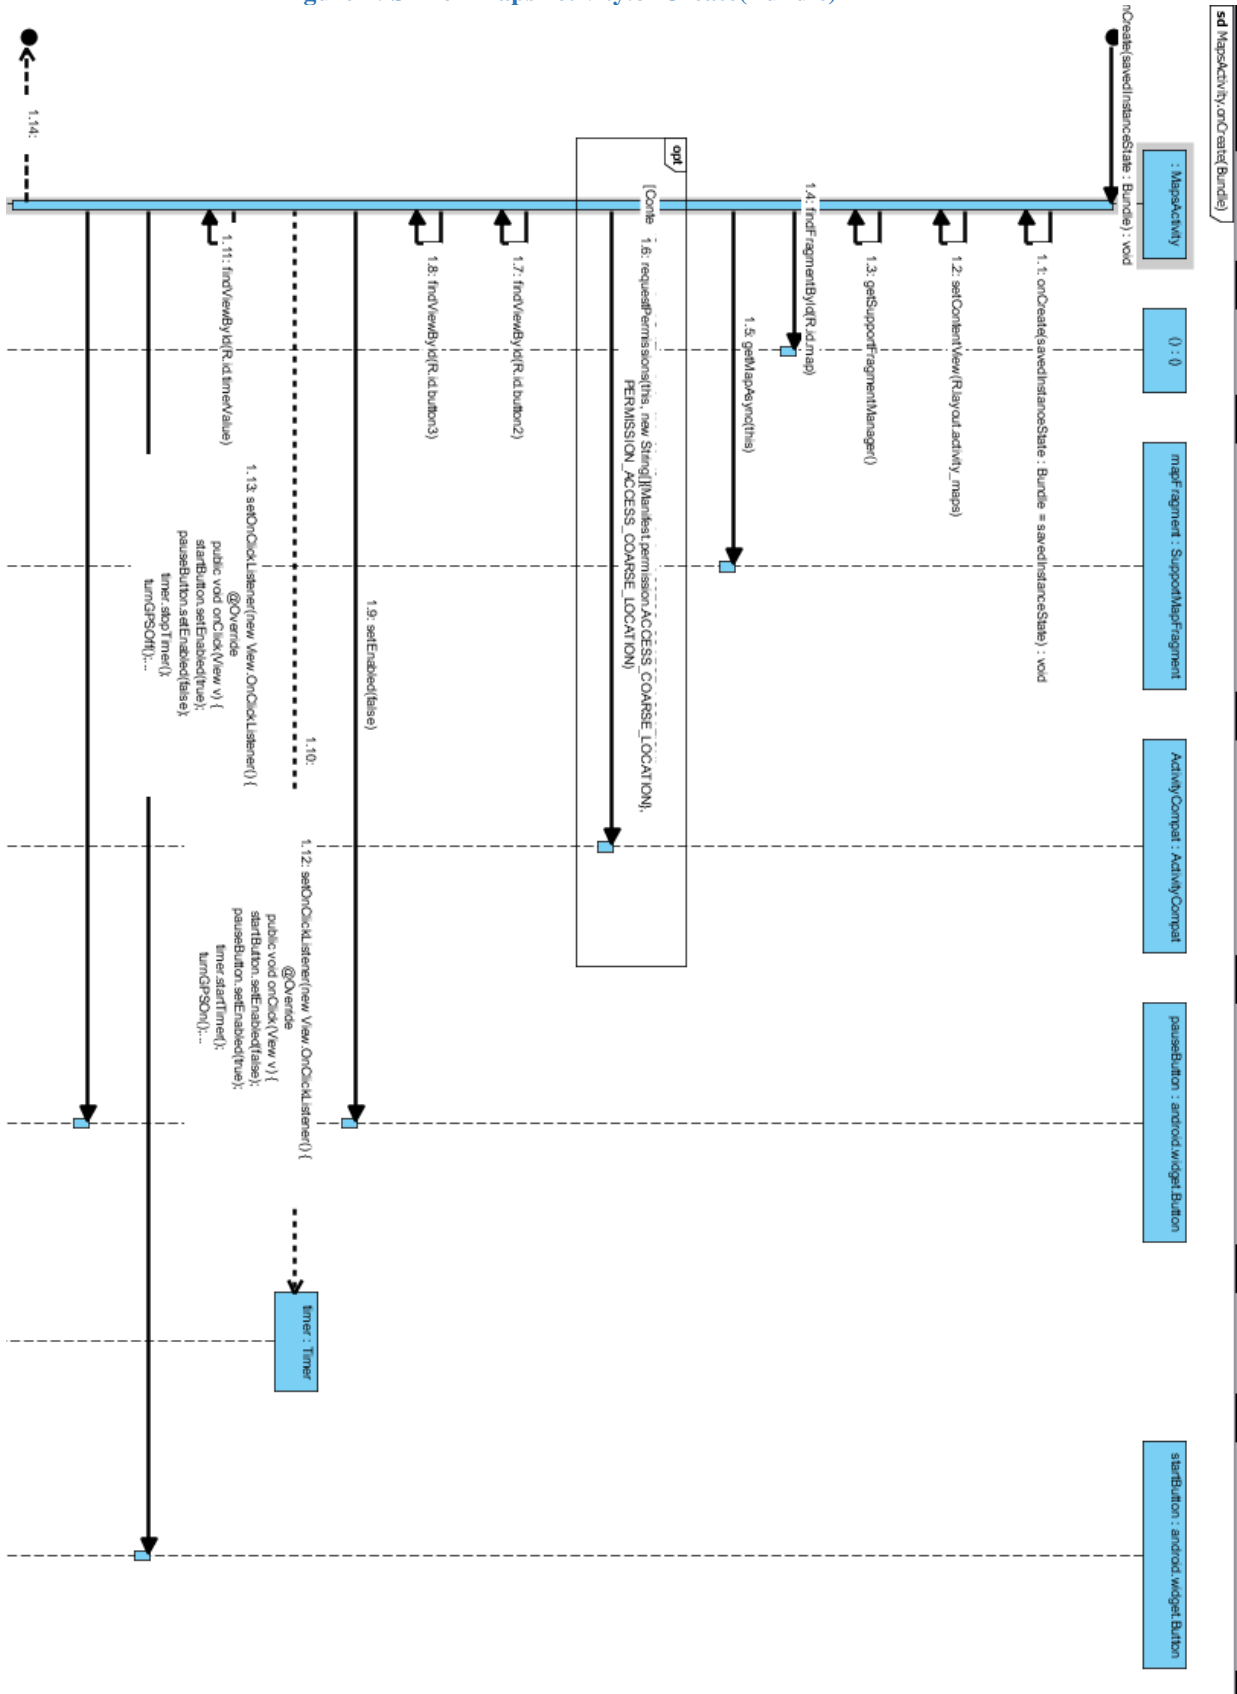 sd MapsActivity.onCreate(Bundle)
: MapsActivity
() : ()
mapFragment : SupportMapFragment
ActivityCompat : ActivityCompat
pauseButton : android.widget.Button
startButton : android.widget.Button
nCreate(savedInstanceState : Bundle) : void
1.1: onCreate(savedInstanceState : Bundle = savedInstanceState) : void
1.2: setContentView(R.layout.activity_maps)
1.3: getSupportFragmentManager()
1.4: findFragmentById(R.id.map)
1.5: getMapAsync(this)
opt
[Conte
1.6: requestPermissions(this, new String[]{Manifest.permission.ACCESS_COARSE_LOCATION},
PERMISSION_ACCESS_COARSE_LOCATION)
1.7: findViewById(R.id.button2)
1.8: findViewById(R.id.button3)
1.9: setEnabled(false)
1.10:
timer : Timer
1.11: findViewById(R.id.timerValue)
1.12: setOnClickListener(new View.OnClickListener() {
@Override
public void onClick(View v) {
startButton.setEnabled(false);
pauseButton.setEnabled(true);
timer.startTimer();
turnGPSOn();...
1.13: setOnClickListener(new View.OnClickListener() {
@Override
public void onClick(View v) {
startButton.setEnabled(true);
pauseButton.setEnabled(false);
timer.stopTimer();
turnGPSOff();...
1.14: